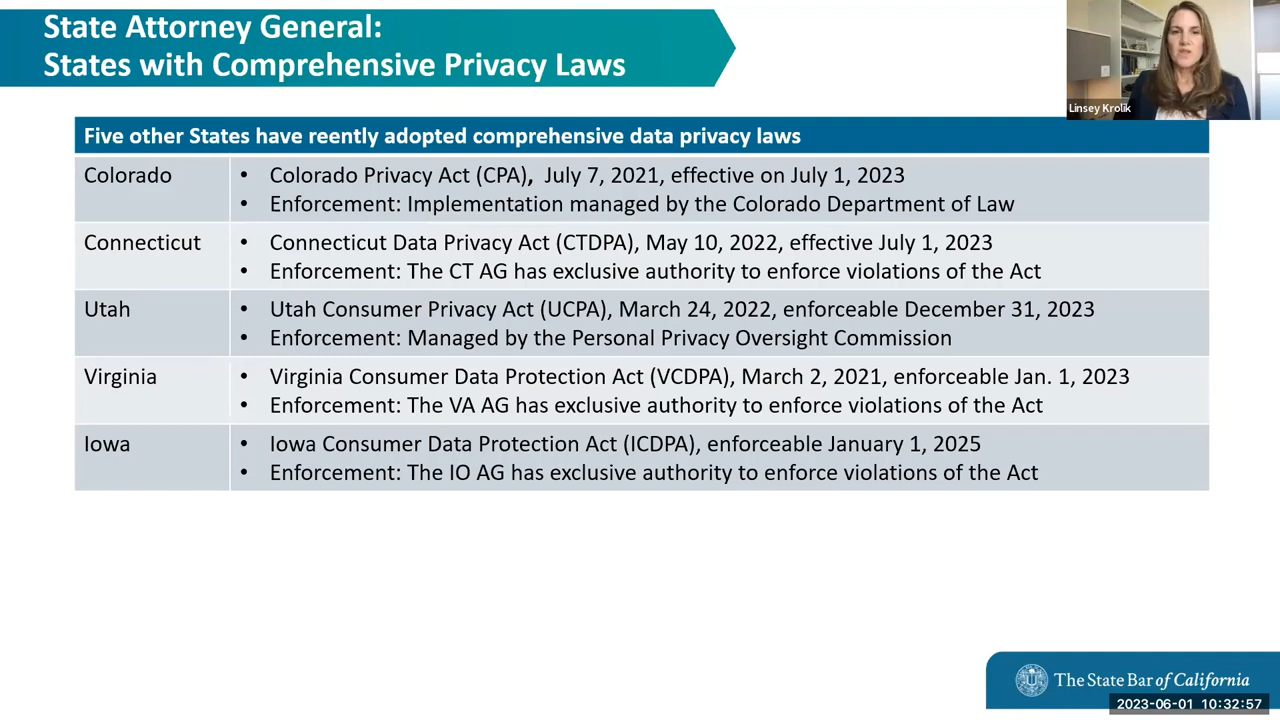 State Attorney General:
States with Comprehensive Privacy Laws
Linsey Krolik
Five other States have reently adopted comprehensive data privacy laws
Colorado
• Colorado Privacy Act (CPA), July 7, 2021, effective on July 1, 2023
• Enforcement: Implementation managed by the Colorado Department of Law
Connecticut
• Connecticut Data Privacy Act (CTDPA), May 10, 2022, effective July 1, 2023
• Enforcement: The CT AG has exclusive authority to enforce violations of the Act
Utah
• Utah Consumer Privacy Act (UCPA), March 24, 2022, enforceable December 31, 2023
• Enforcement: Managed by the Personal Privacy Oversight Commission
Virginia
• Virginia Consumer Data Protection Act (VCDPA), March 2, 2021, enforceable Jan. 1, 2023
• Enforcement: The VA AG has exclusive authority to enforce violations of the Act
Iowa
• Iowa Consumer Data Protection Act (ICDPA), enforceable January 1, 2025
• Enforcement: The IO AG has exclusive authority to enforce violations of the Act
The State Bar of California
2023-06-01 10:32:57